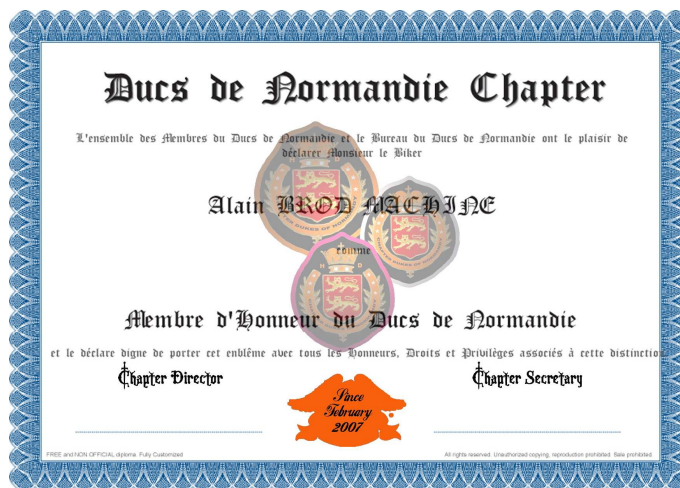 Ducs de Normandie Chapter
L'ensemble des Membres du Ducs de Normandie et le Bureau du Ducs de Normandie ont le plaisir de
déclarer Monsieur le Biker
Alain BROD MACHINE
comme
Membre d'Honneur du Ducs de Normandie
et le déclare digne de porter cet enblême avec tous les Honneurs, Droits et Privilèges associés à cette distinction
Chapter Director
Chapter Secretary
Since
February
2007
FREE and NON OFFICIAL diploma Fully Customized
All rights reserved. Unauthorized copying, reproduction prohibited. Sale prohibited.